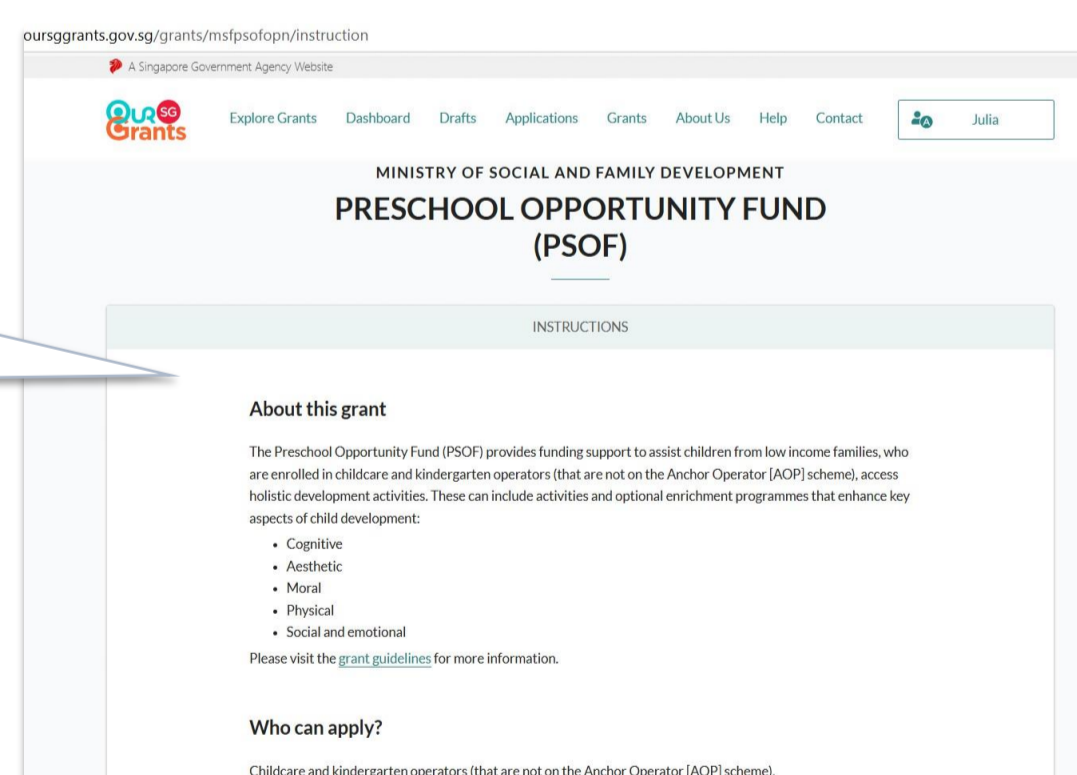 oursggrants.gov.sg/grants/msfpsofopn/instruction
A Singapore Government Agency Website
OUR SG
Grants
Explore Grants Dashboard Drafts Applications Grants About Us Help Contact Julia
MINISTRY OF SOCIAL AND FAMILY DEVELOPMENT
PRESCHOOL OPPORTUNITY FUND
(PSOF)
INSTRUCTIONS
About this grant
The Preschool Opportunity Fund (PSOF) provides funding support to assist children from low income families, who
are enrolled in childcare and kindergarten operators (that are not on the Anchor Operator [AOP] scheme), access
holistic development activities. These can include activities and optional enrichment programmes that enhance key
aspects of child development:
• Cognitive
• Aesthetic
• Moral
• Physical
• Social and emotional
Please visit the grant guidelines for more information.
Who can apply?
Childcare and kindergarten operators (that are not on the Anchor Operator [AOP] scheme).